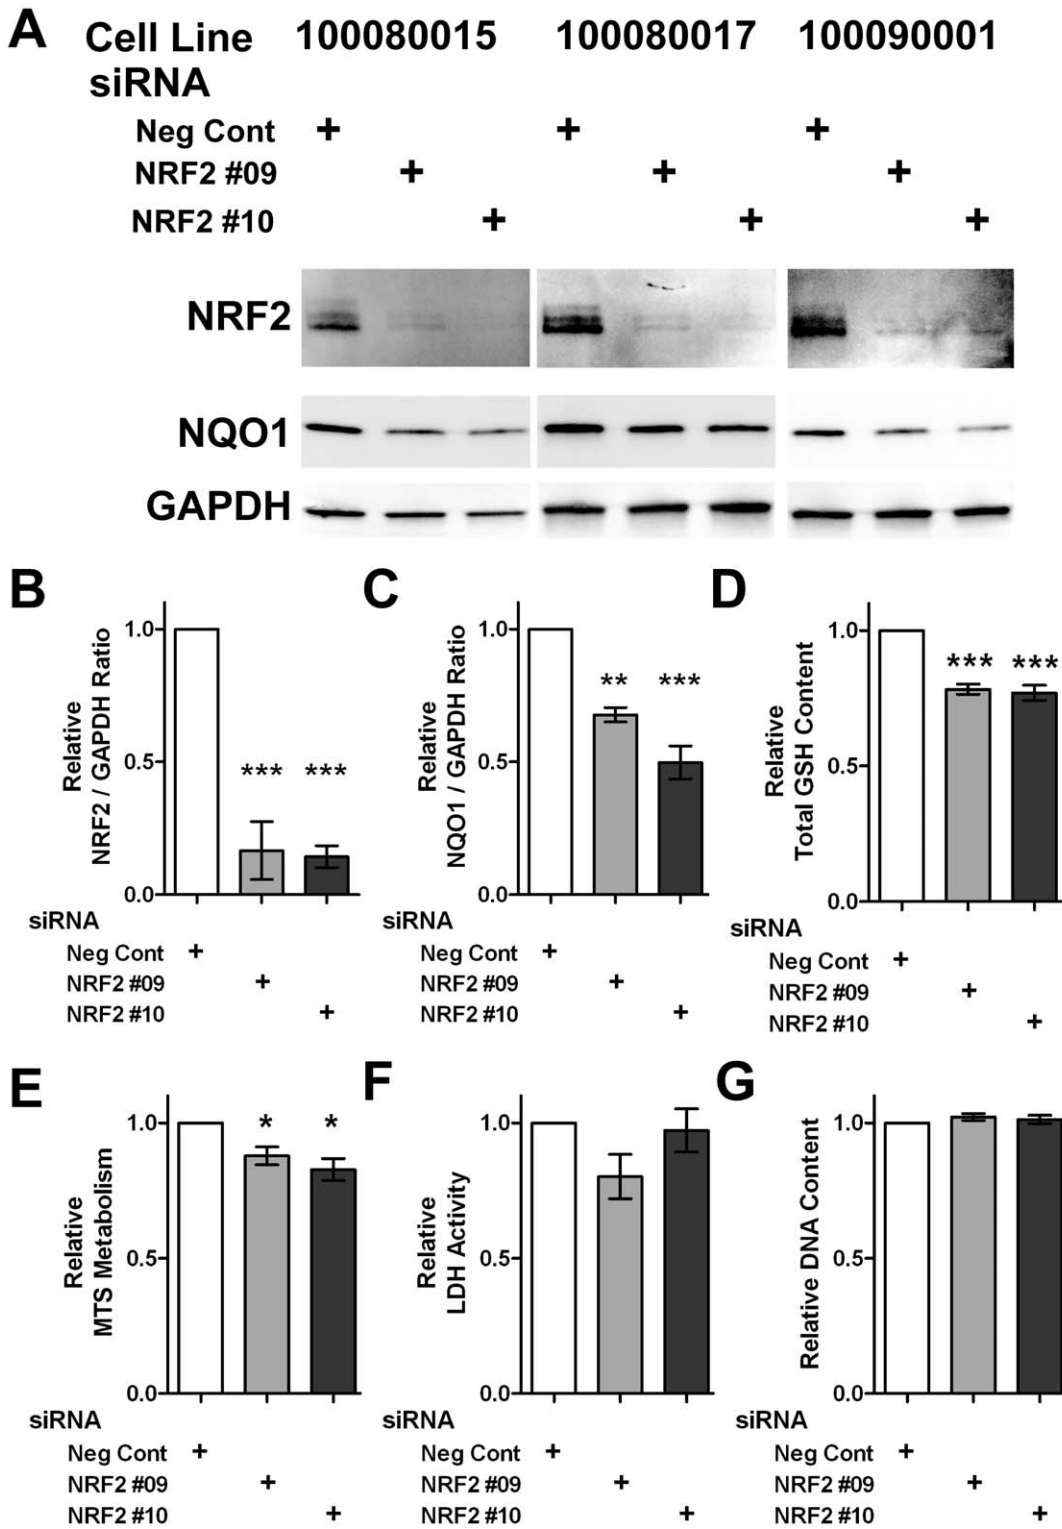 A Cell Line 100080015 100080017 100090001
siRNA
Neg Cont + + +
NRF2 #09 + + +
NRF2 #10 + + +
NRF2
NQO1
GAPDH
B
Relative
NRF2 / GAPDH Ratio
1.0
0.5
0.0
*** ***
siRNA
Neg Cont +
NRF2 #09 +
NRF2 #10 +
C
Relative
NQO1 / GAPDH Ratio
1.0
0.5
0.0
** ***
siRNA
Neg Cont +
NRF2 #09 +
NRF2 #10 +
D
Relative
Total GSH Content
1.0
0.5
0.0
*** ***
siRNA
Neg Cont +
NRF2 #09 +
NRF2 #10 +
E
Relative
MTS Metabolism
1.0
0.5
0.0
* *
siRNA
Neg Cont +
NRF2 #09 +
NRF2 #10 +
F
Relative
LDH Activity
1.0
0.5
0.0
siRNA
Neg Cont +
NRF2 #09 +
NRF2 #10 +
G
Relative DNA Content
1.0
0.5
0.0
siRNA
Neg Cont +
NRF2 #09 +
NRF2 #10 +